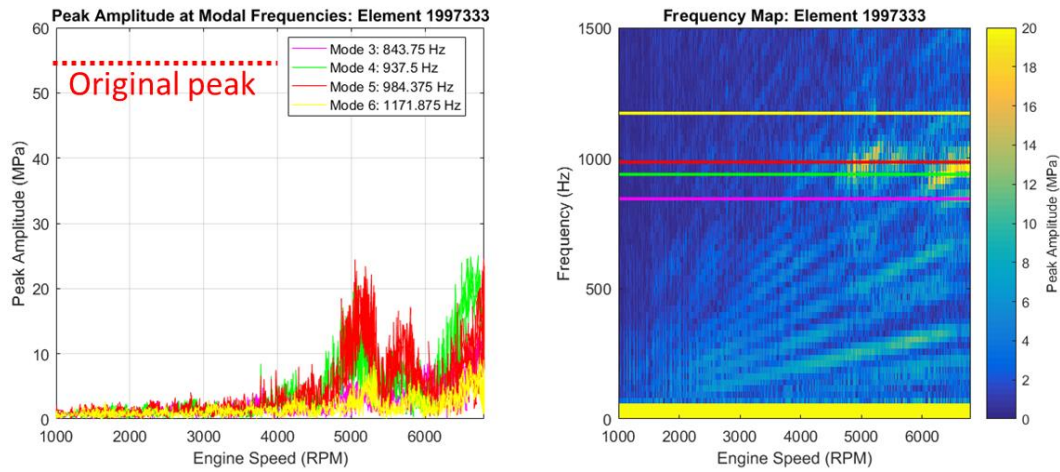 Peak Amplitude at Modal Frequencies: Element 1997333
60
50
40
30
20
10
0
Peak Amplitude (MPa)
Original peak
Mode 3: 843.75 Hz
Mode 4: 937.5 Hz
Mode 5: 984.375 Hz
Mode 6: 1171.875 Hz
1000 2000 3000 4000 5000 6000
Engine Speed (RPM)
Frequency Map: Element 1997333
1500
1000
500
0
Frequency (Hz)
1000 2000 3000 4000 5000 6000
Engine Speed (RPM)
20
18
16
14
12
10
8
6
4
2
0
Peak Amplitude (MPa)